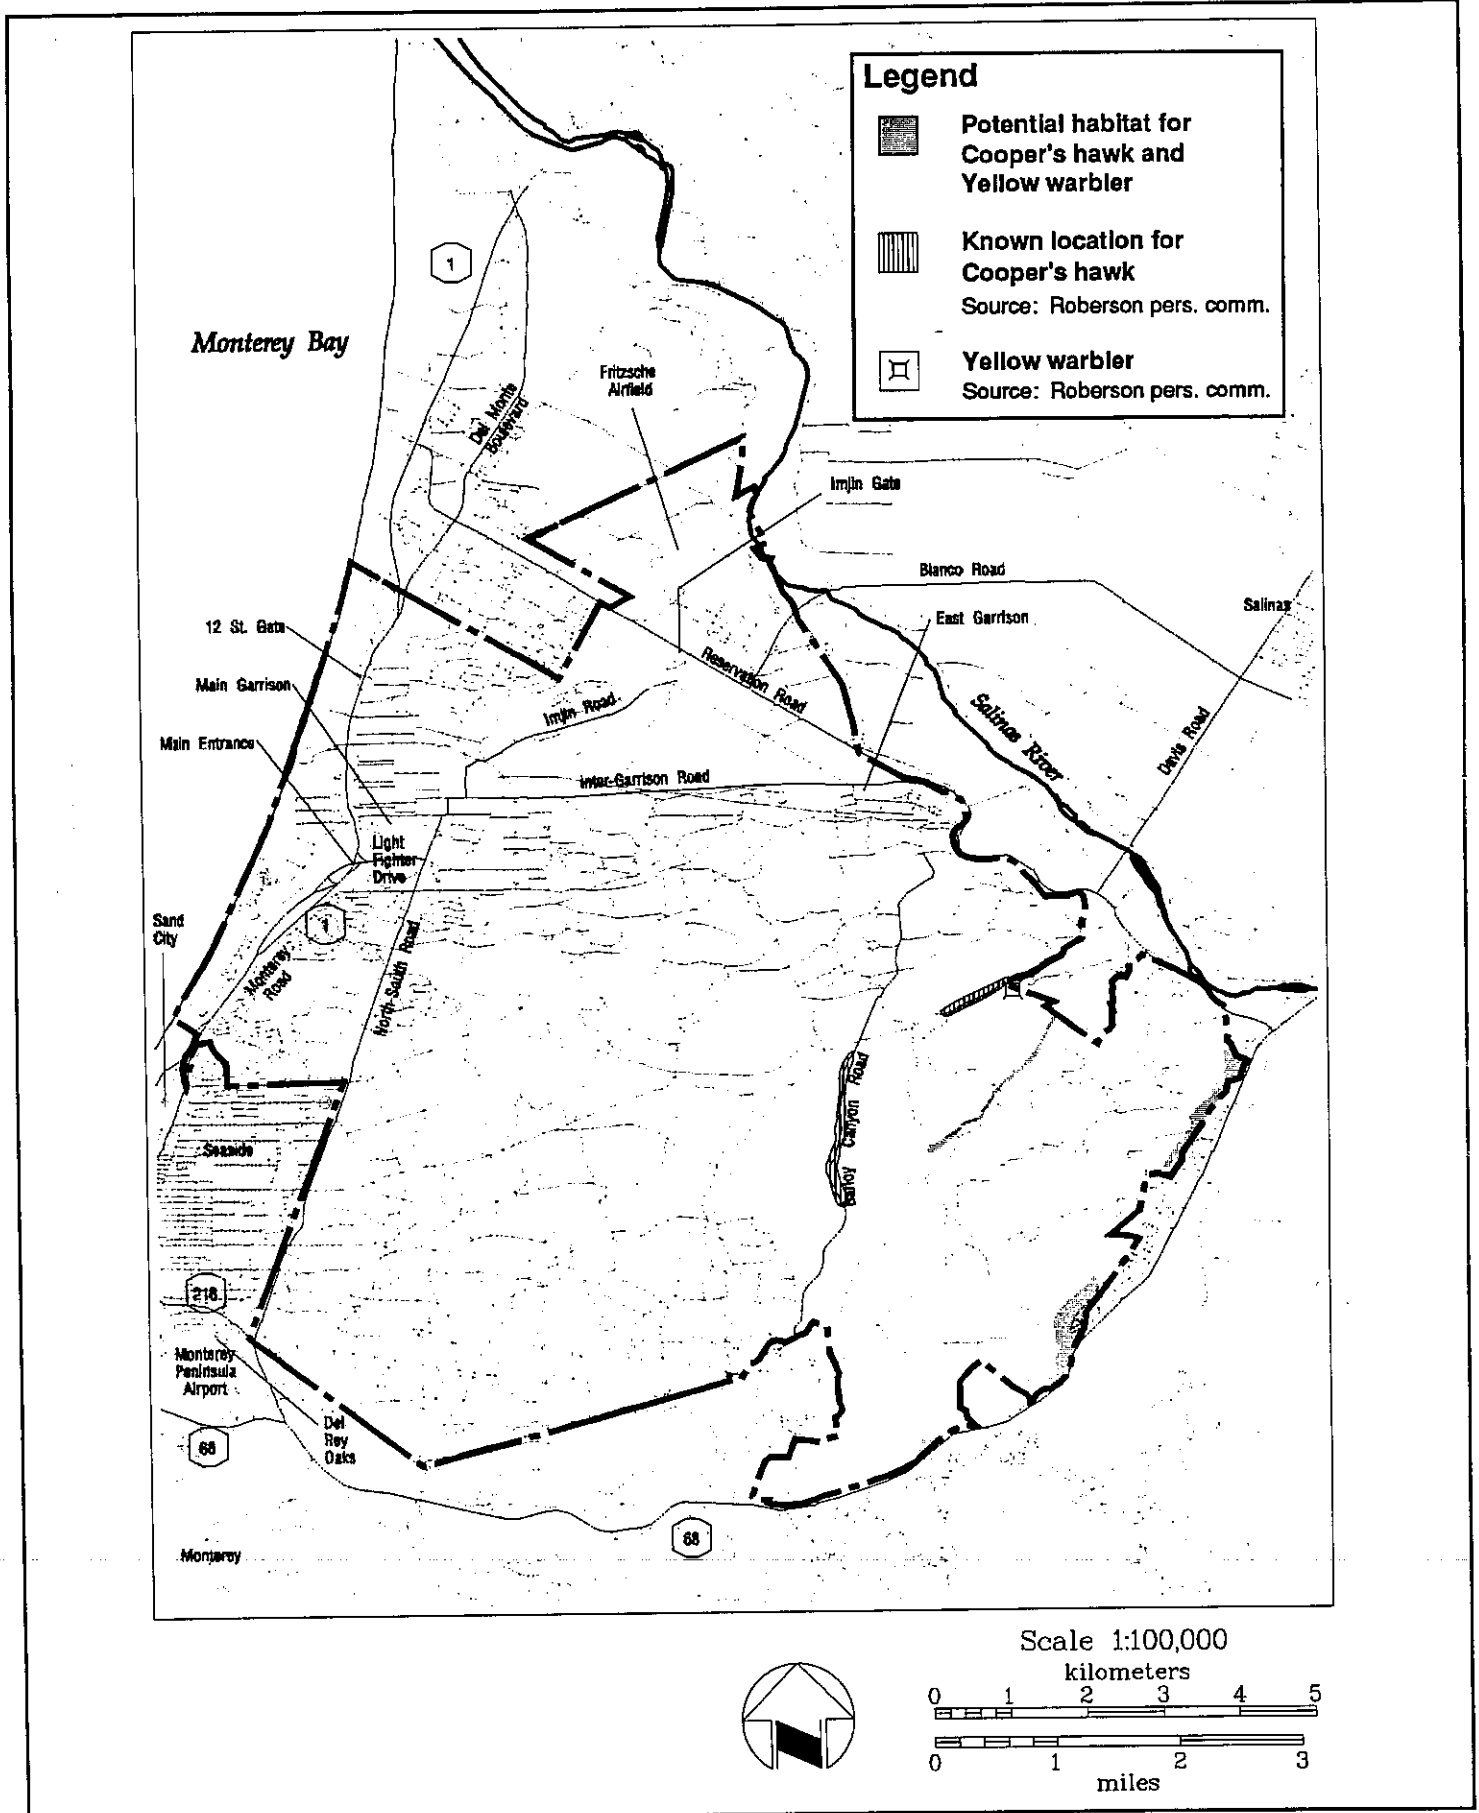 Legend
Potential habitat for
Cooper's hawk and
Yellow warbler
Known location for
Cooper's hawk
Source: Roberson pers. comm.
Yellow warbler
Source: Roberson pers. comm.
1
Monterey Bay
Fritzsche
Airfield
Del Monte
Boulevard
Imjin Gate
Blanco Road
Salinas
East Garrison
12 St. Gate
Main Garrison
Main Entrance
Reservation Road
Imjin Road
Salinas River
Davis Road
Inter-Garrison Road
Light
Fighter
Drive
Sand
City
1
Monterey
Road
North-South Road
Barloy Canyon Road
Seaside
218
Monterey
Peninsula
Airport
Del
Rey
Oaks
68
68
Monterey
Scale 1:100,000
kilometers
0 1 2 3 4 5
0 1 2 3
miles